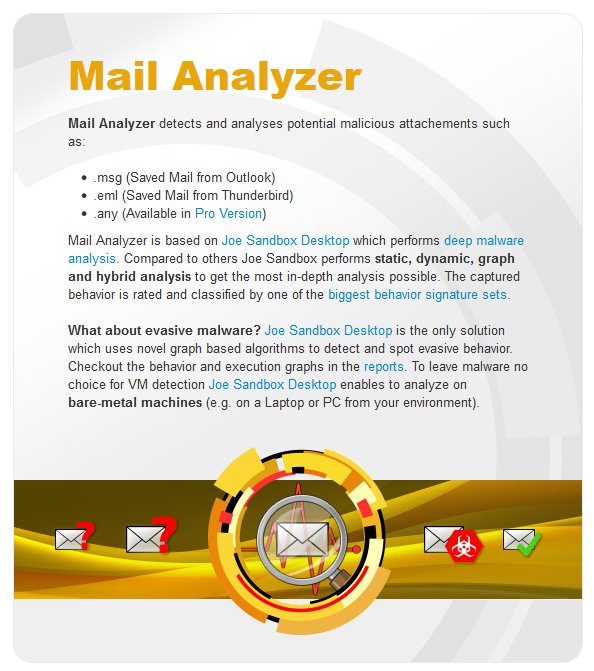 Mail Analyzer
Mail Analyzer detects and analyses potential malicious attachements such
as:
• .msg (Saved Mail from Outlook)
• .eml (Saved Mail from Thunderbird)
• .any (Available in Pro Version)
Mail Analyzer is based on Joe Sandbox Desktop which performs deep malware
analysis. Compared to others Joe Sandbox performs static, dynamic, graph
and hybrid analysis to get the most in-depth analysis possible. The captured
behavior is rated and classified by one of the biggest behavior signature sets.
What about evasive malware? Joe Sandbox Desktop is the only solution
which uses novel graph based algorithms to detect and spot evasive behavior.
Checkout the behavior and execution graphs in the reports. To leave malware no
choice for VM detection Joe Sandbox Desktop enables to analyze on
bare-metal machines (e.g. on a Laptop or PC from your environment).